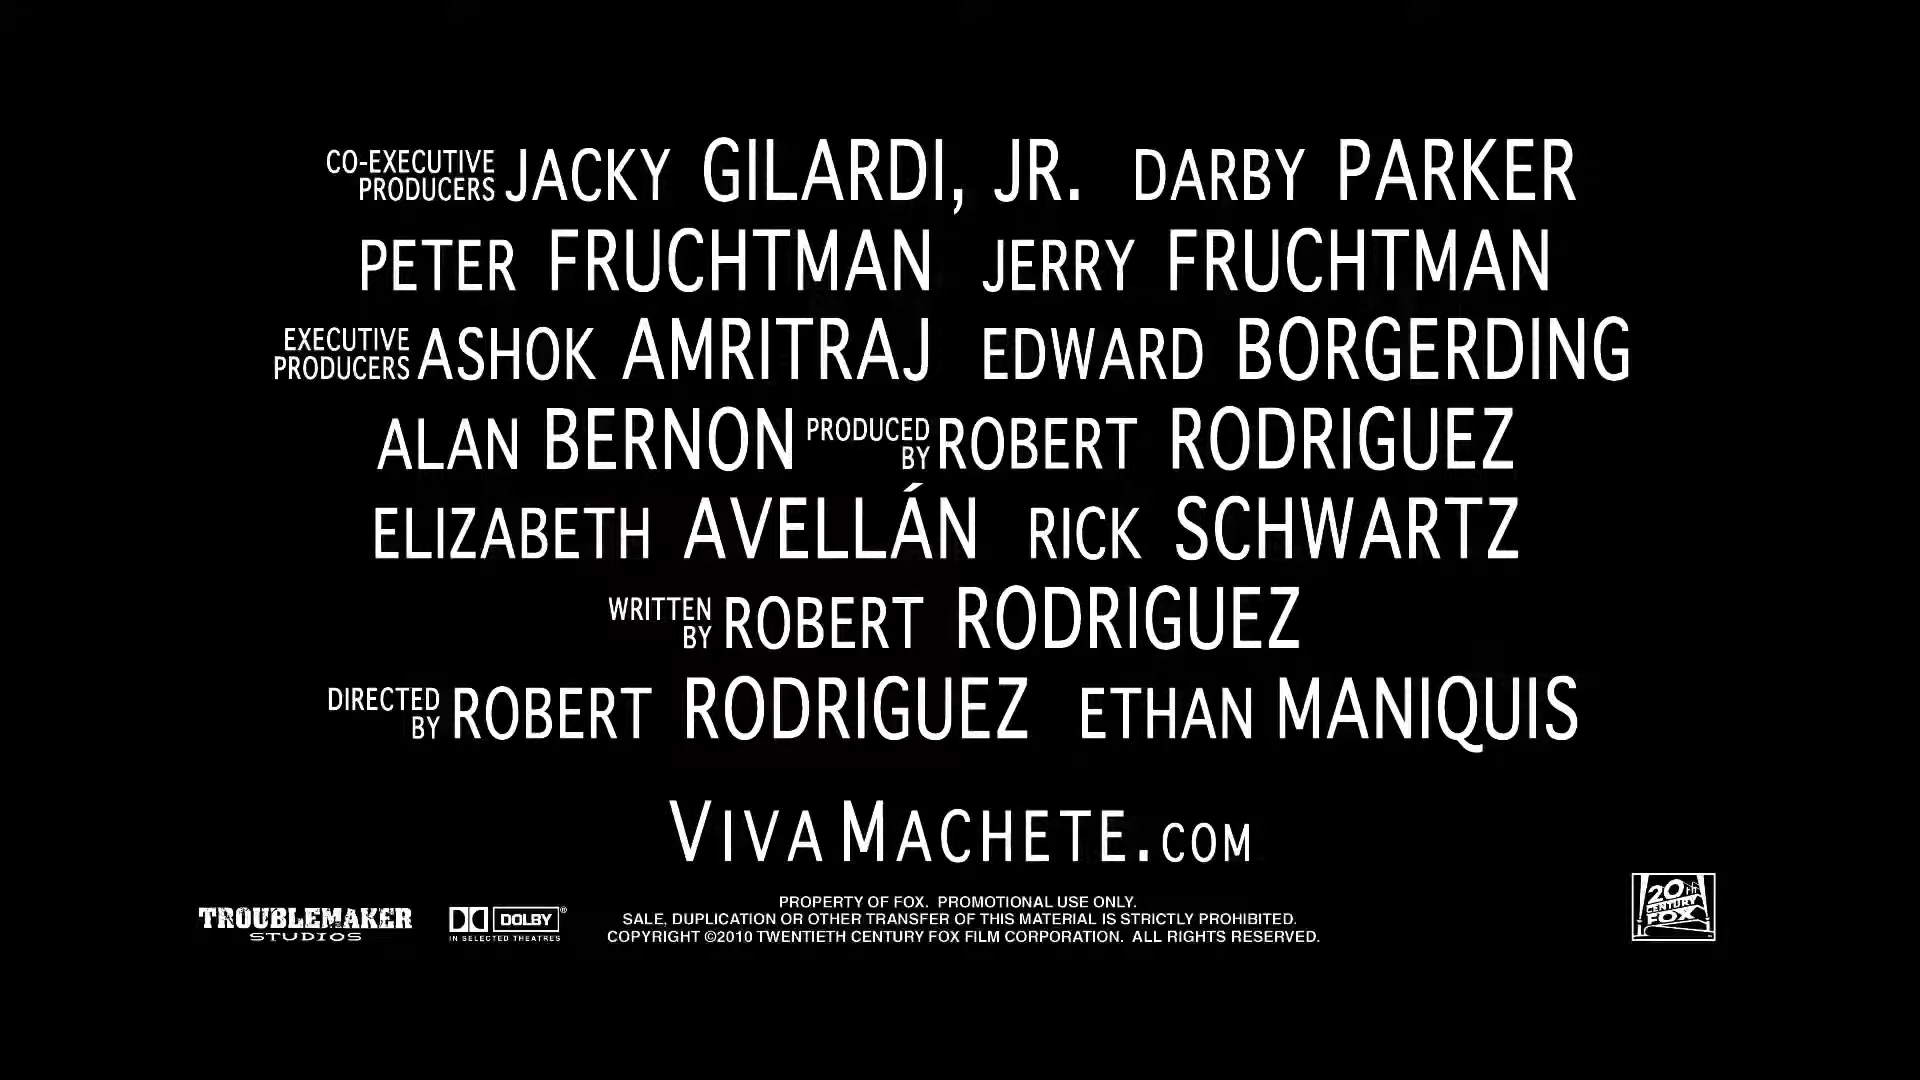 CO-EXECUTIVE PRODUCERS JACKY GILARDI, JR. DARBY PARKER
PETER FRUCHTMAN JERRY FRUCHTMAN
EXECUTIVE PRODUCERS ASHOK AMRITRAJ EDWARD BORGERDING
ALAN BERNON PRODUCED BY ROBERT RODRIGUEZ
ELIZABETH AVELLÁN RICK SCHWARTZ
WRITTEN BY ROBERT RODRIGUEZ
DIRECTED BY ROBERT RODRIGUEZ ETHAN MANIQUIS
VIVAMACHETE.COM
TROUBLEMAKER
STUDIOS
DOLBY®
IN SELECTED THEATRES
PROPERTY OF FOX. PROMOTIONAL USE ONLY.
SALE, DUPLICATION OR OTHER TRANSFER OF THIS MATERIAL IS STRICTLY PROHIBITED.
COPYRIGHT ©2010 TWENTIETH CENTURY FOX FILM CORPORATION. ALL RIGHTS RESERVED.
20TH
CENTURY
FOX